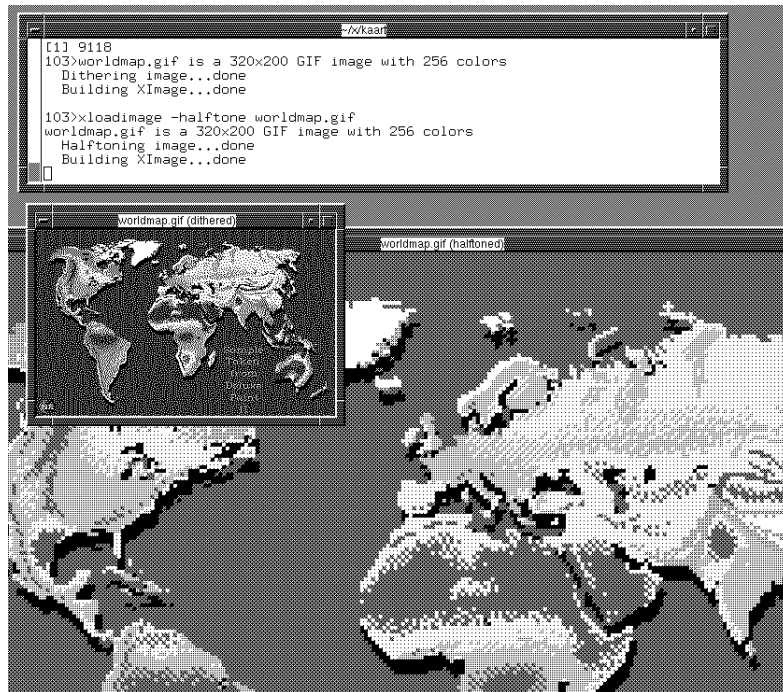 ~/x/kaart
[1] 9118
103>worldmap.gif is a 320x200 GIF image with 256 colors
  Dithering image...done
  Building XImage...done
103>xloadimage -halftone worldmap.gif
worldmap.gif is a 320x200 GIF image with 256 colors
  Halftoning image...done
  Building XImage...done
worldmap.gif (dithered)
worldmap.gif (halftoned)
Deluxe